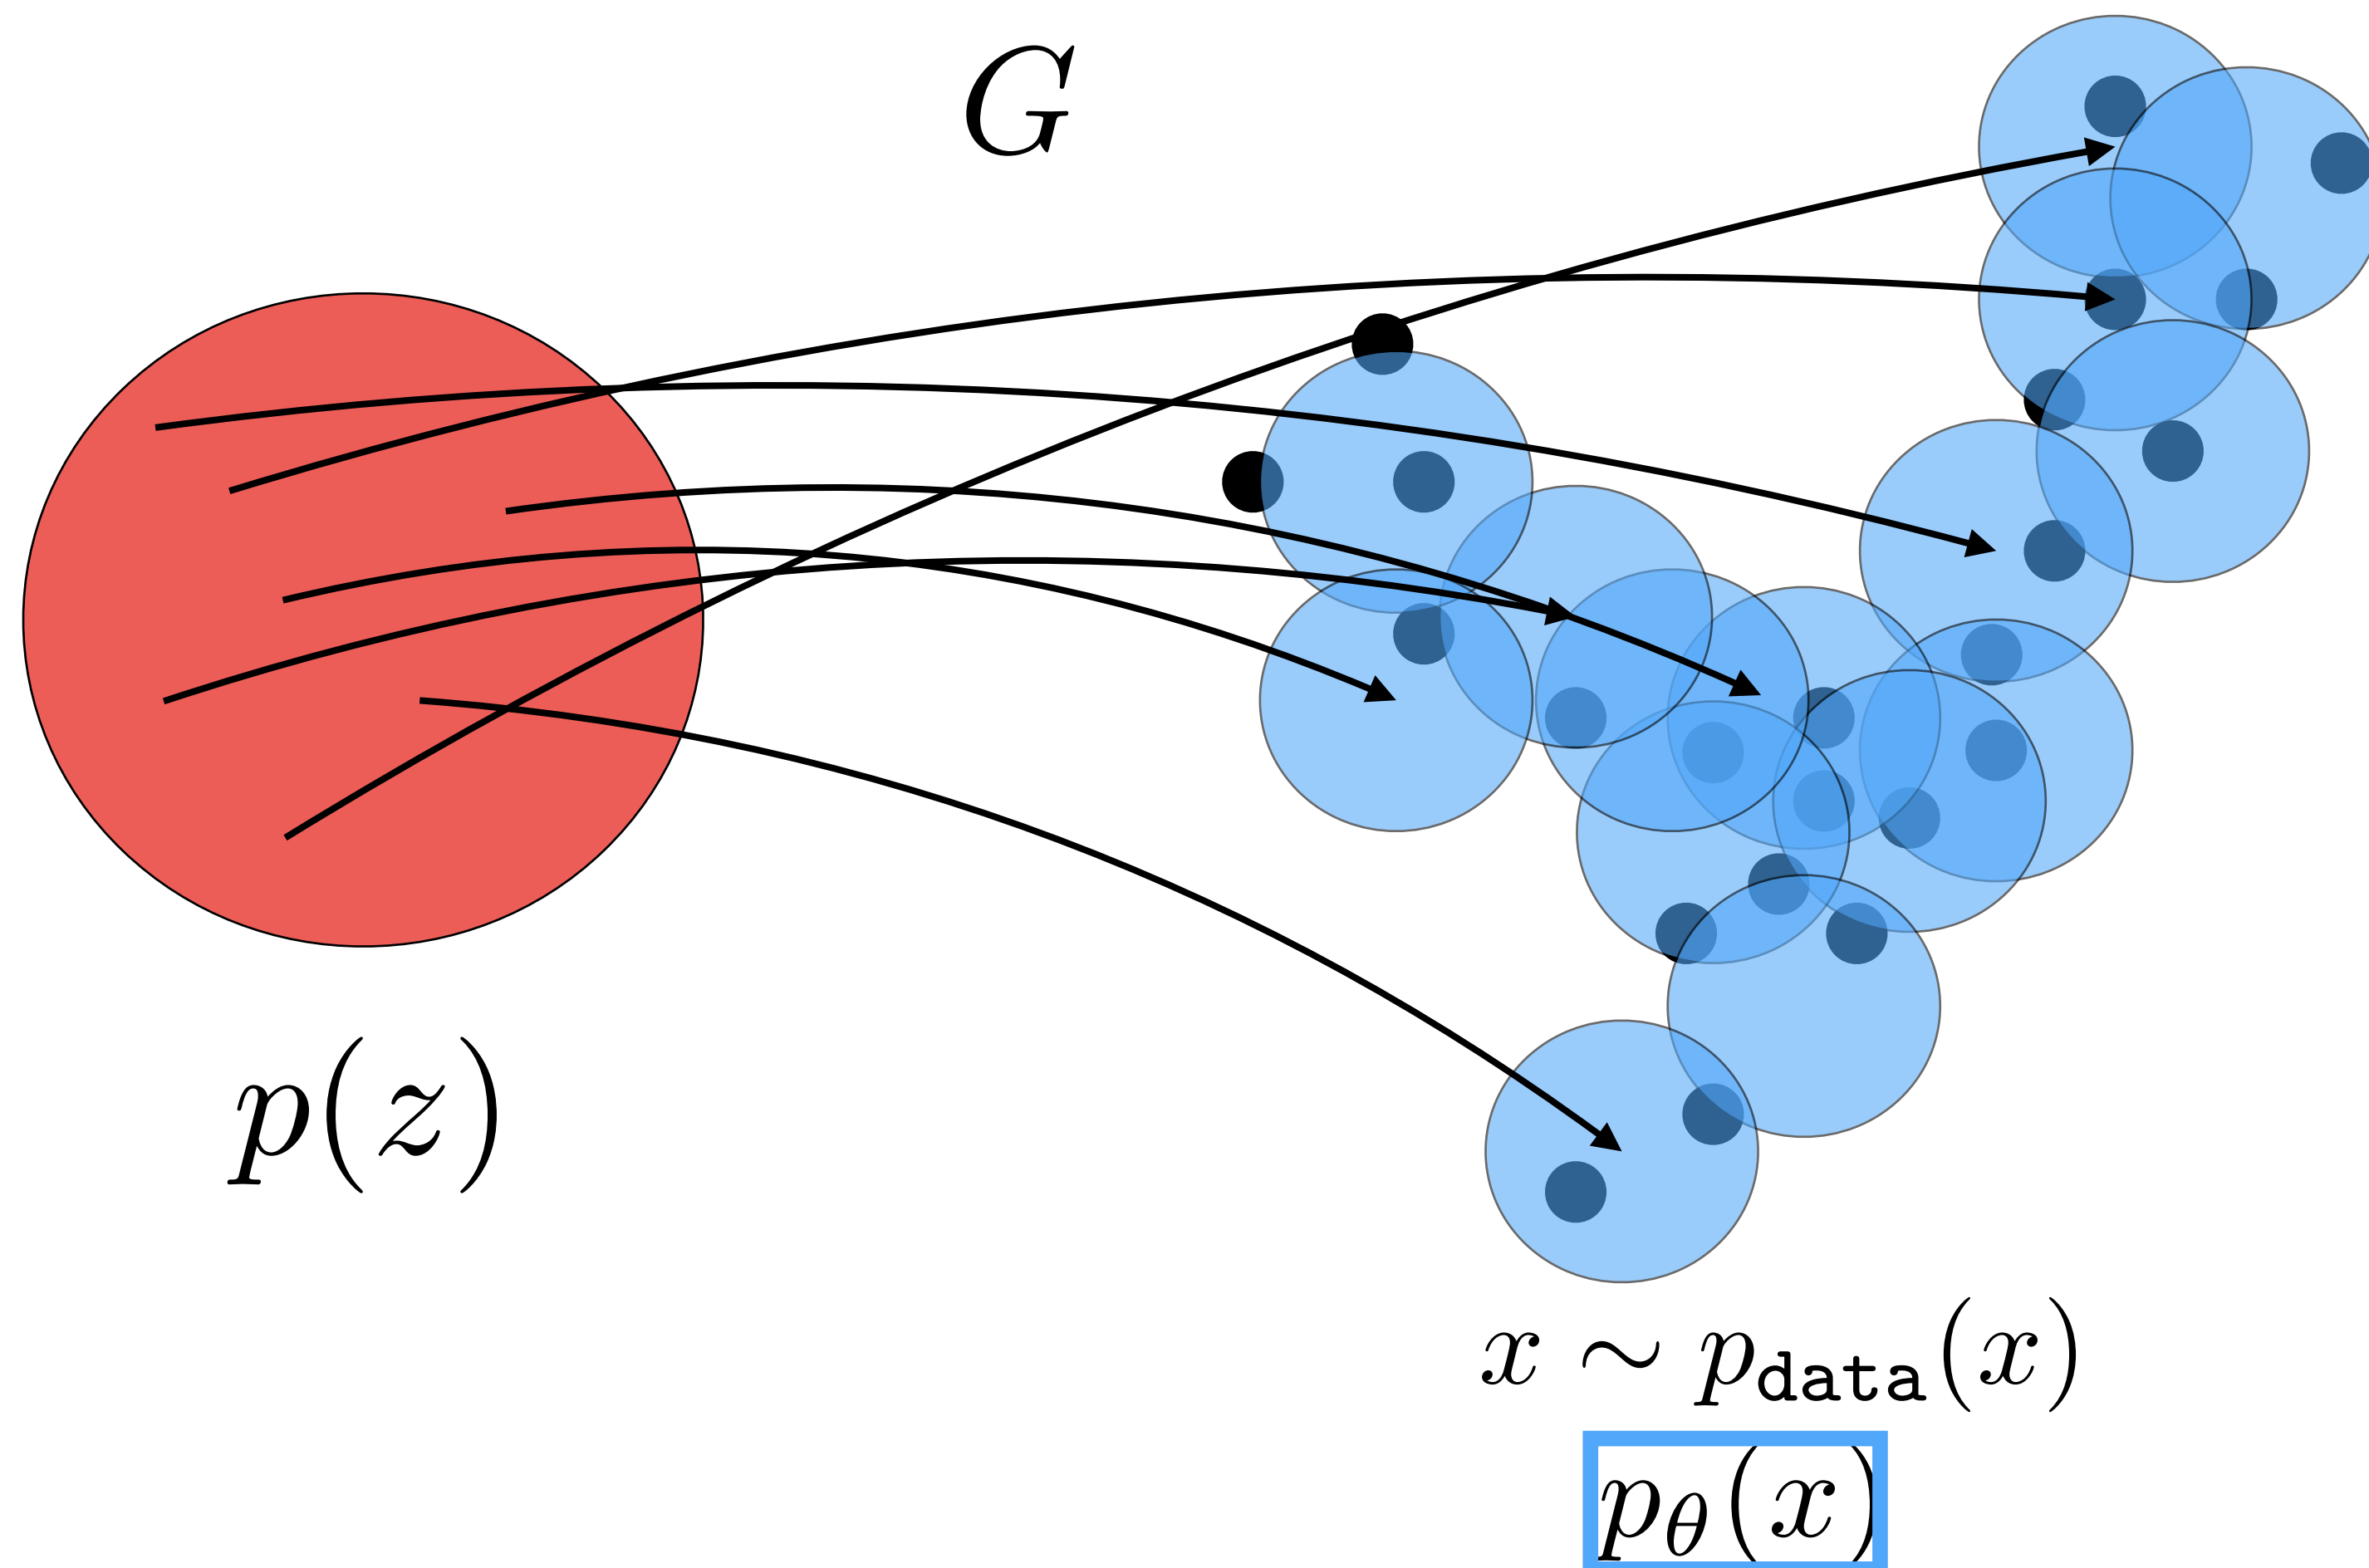 G
p(z)
x ∼ p_data(x)
p_θ(x)